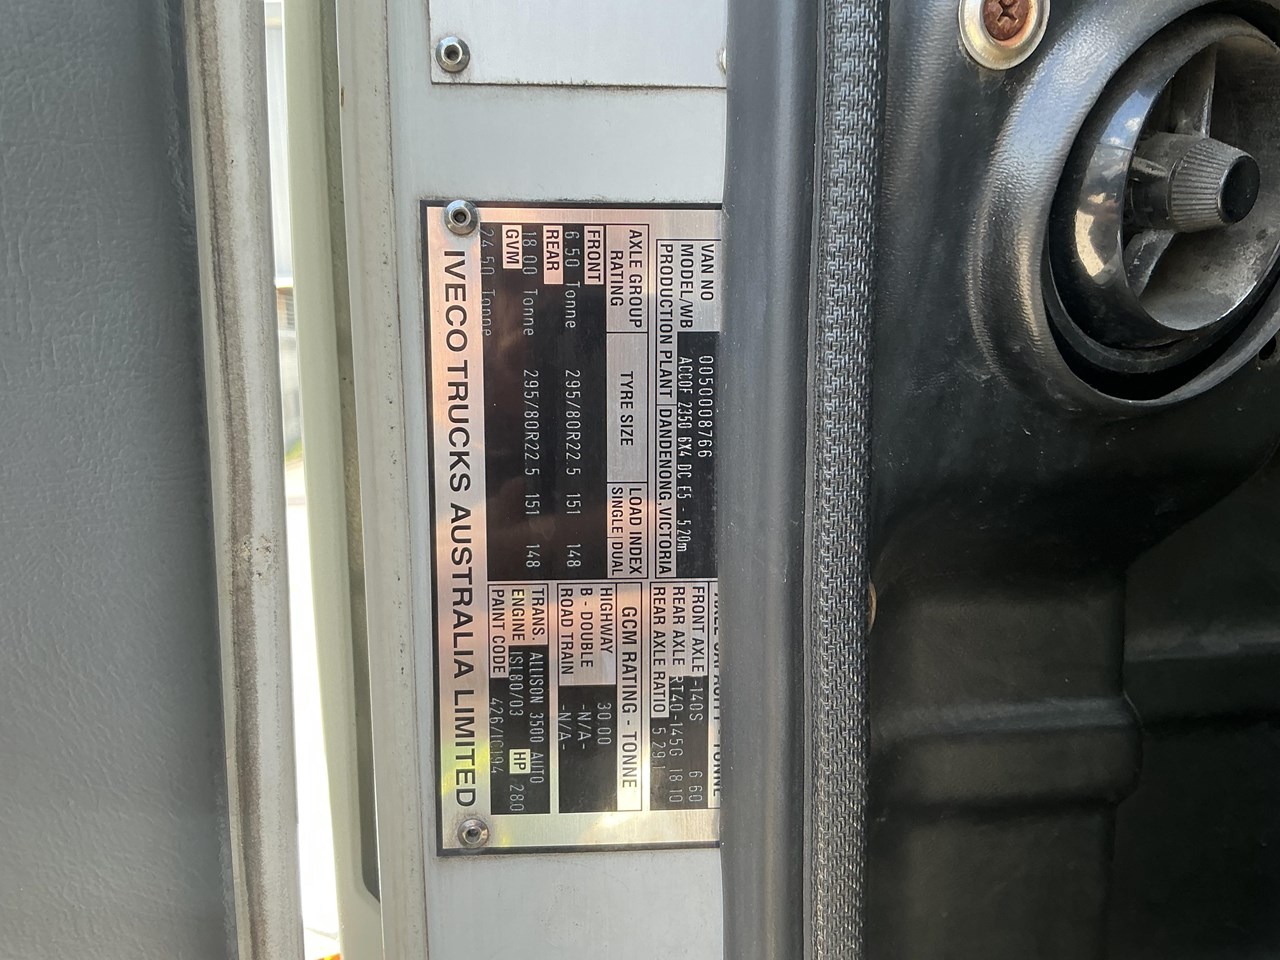 VAN NO 0050008766
MODEL/WB ACCOF 2350 6X4 DC E5 - 5.20m
PRODUCTION PLANT DANDENONG, VICTORIA
AXLE GROUP RATING
TYRE SIZE
LOAD INDEX
SINGLE DUAL
FRONT
6.50 Tonne 295/80R22.5 151 148
REAR
18.00 Tonne 295/80R22.5 151 148
GVM
24.50 Tonne
FRONT AXLE -140S 6.60
REAR AXLE RT40-145G 18.10
REAR AXLE RATIO 5.29.1
GCM RATING - TONNE
HIGHWAY 30.00
B - DOUBLE -N/A-
ROAD TRAIN -N/A-
TRANS. ALLISON 3500 AUTO
ENGINE ISL80/03 HP 280
PAINT CODE
IVECO TRUCKS AUSTRALIA LIMITED